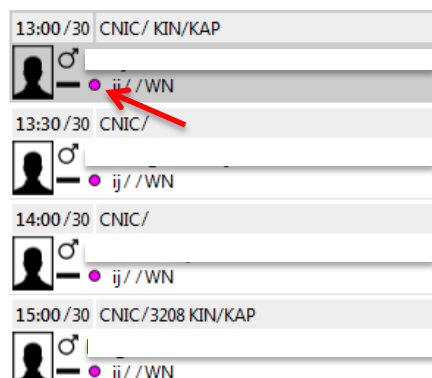 13:00/30 CNIC/ KIN/KAP
ij/ /WN
13:30/30 CNIC/
ij/ /WN
14:00/30 CNIC/
ij/ /WN
15:00/30 CNIC/3208 KIN/KAP
ij/ /WN